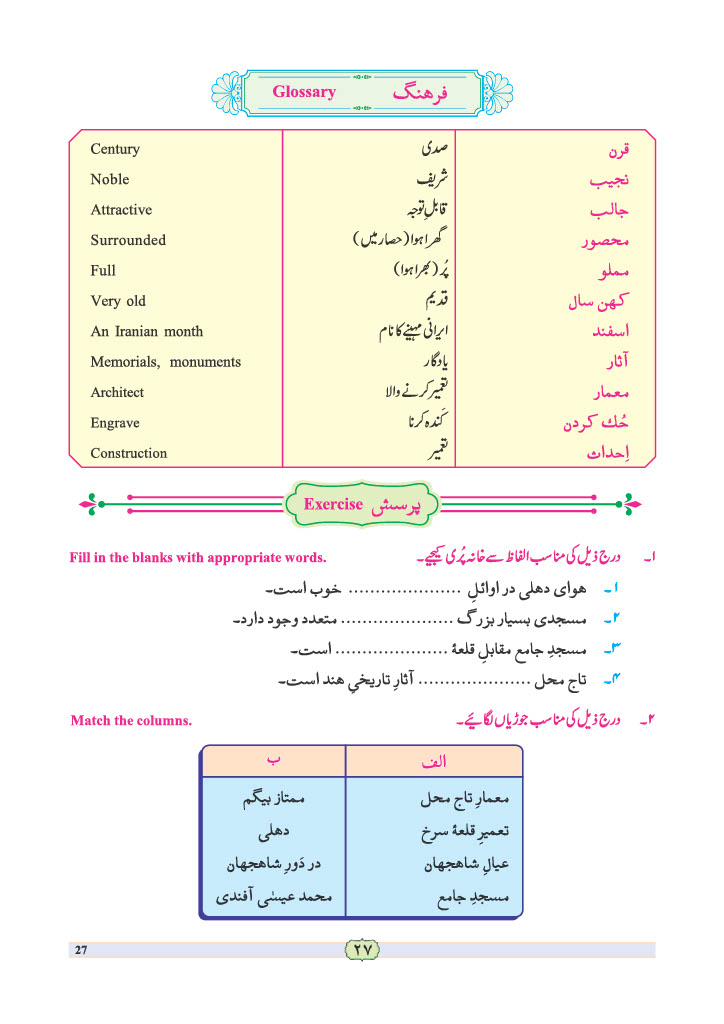 Glossary فرهنگ
Century صدی قرن
Noble شریف نجیب
Attractive قابلِ توجہ جالب
Surrounded گھرا ہوا (حصار میں) محصور
Full پُر (بھرا ہوا) مملو
Very old قدیم کهن سال
An Iranian month ایرانی مہینے کا نام اسفند
Memorials, monuments یادگار آثار
Architect تعمیر کرنے والا معمار
Engrave کَندہ کرنا حُك کردن
Construction تعمیر اِحداث
Exercise پرسش
Fill in the blanks with appropriate words. ۱۔ درج ذیل کی مناسب الفاظ سے خانہ پُری کیجیے۔
۱۔ هوای دهلی در اوائلِ ..................... خوب است۔
۲۔ مسجدی بسیار بزرگ ..................... متعدد وجود دارد۔
۳۔ مسجدِ جامع مقابلِ قلعۀ ..................... است۔
۴۔ تاج محل ..................... آثارِ تاریخیِ هند است۔
Match the columns. ۲۔ درج ذیل کی مناسب جوڑیاں لگائیے۔
الف ب
معمارِ تاج محل ممتاز بیگم
تعمیرِ قلعۀ سرخ دهلی
عیالِ شاهجهان در دَورِ شاهجهان
مسجدِ جامع محمد عیسٰی آفندی
27 ۲۷